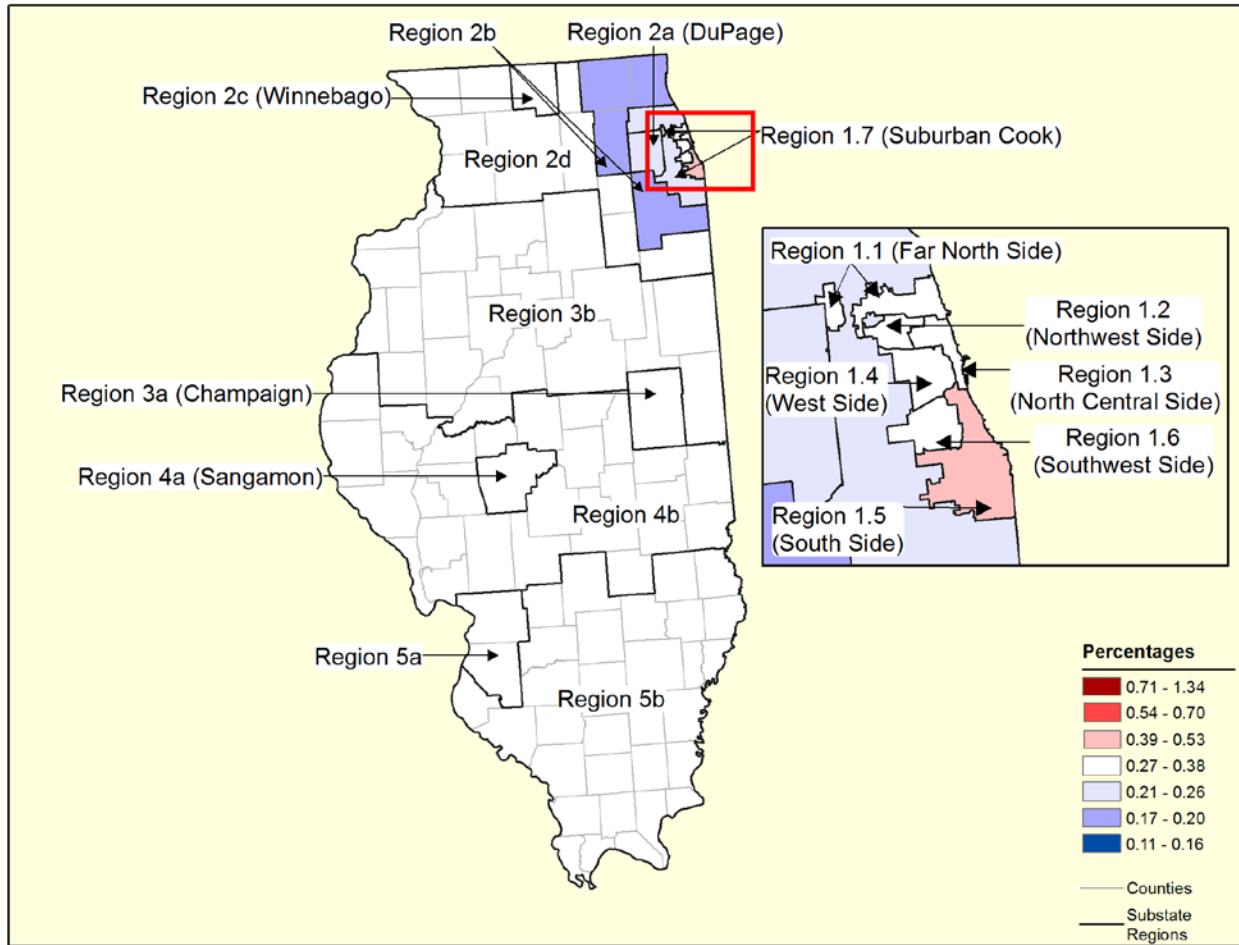 Region 2b
Region 2a (DuPage)
Region 2c (Winnebago)
Region 1.7 (Suburban Cook)
Region 2d
Region 3b
Region 3a (Champaign)
Region 4a (Sangamon)
Region 4b
Region 5a
Region 5b
Region 1.1 (Far North Side)
Region 1.2
(Northwest Side)
Region 1.4
(West Side)
Region 1.3
(North Central Side)
Region 1.6
(Southwest Side)
Region 1.5
(South Side)
Percentages
0.71 - 1.34
0.54 - 0.70
0.39 - 0.53
0.27 - 0.38
0.21 - 0.26
0.17 - 0.20
0.11 - 0.16
Counties
Substate
Regions